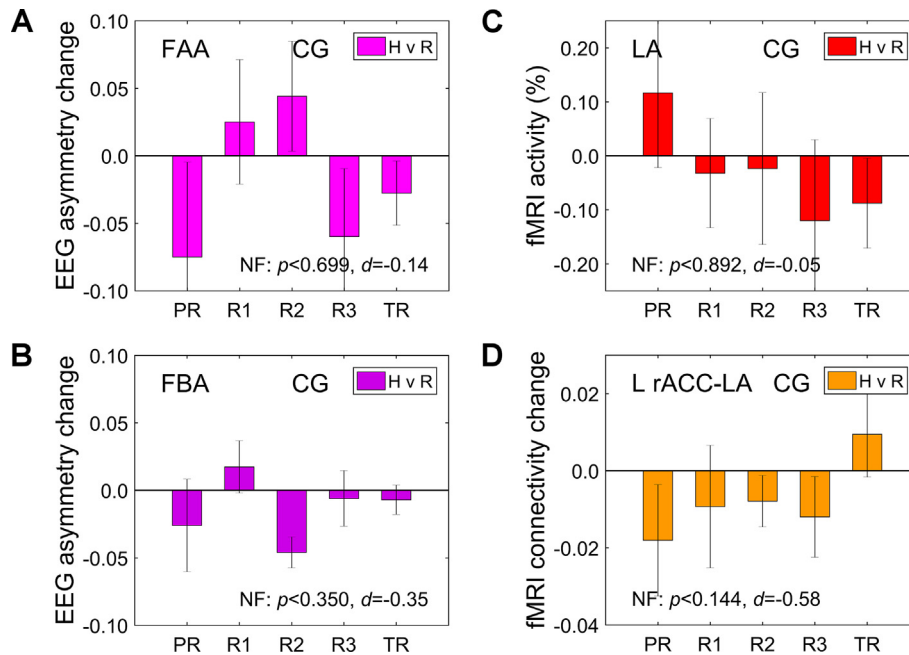 A
EEG asymmetry change
0.10
0.05
0.0
-0.05
-0.10
FAA CG
H v R
NF: p<0.699, d=-0.14
PR R1 R2 R3 TR
C
fMRI activity (%)
0.20
0.10
0.0
-0.10
-0.20
LA CG
H v R
NF: p<0.892, d=-0.05
PR R1 R2 R3 TR
B
EEG asymmetry change
0.10
0.05
0.0
-0.05
-0.10
FBA CG
H v R
NF: p<0.350, d=-0.35
PR R1 R2 R3 TR
D
fMRI connectivity change
0.02
0.0
-0.02
-0.04
L rACC-LA CG
H v R
NF: p<0.144, d=-0.58
PR R1 R2 R3 TR